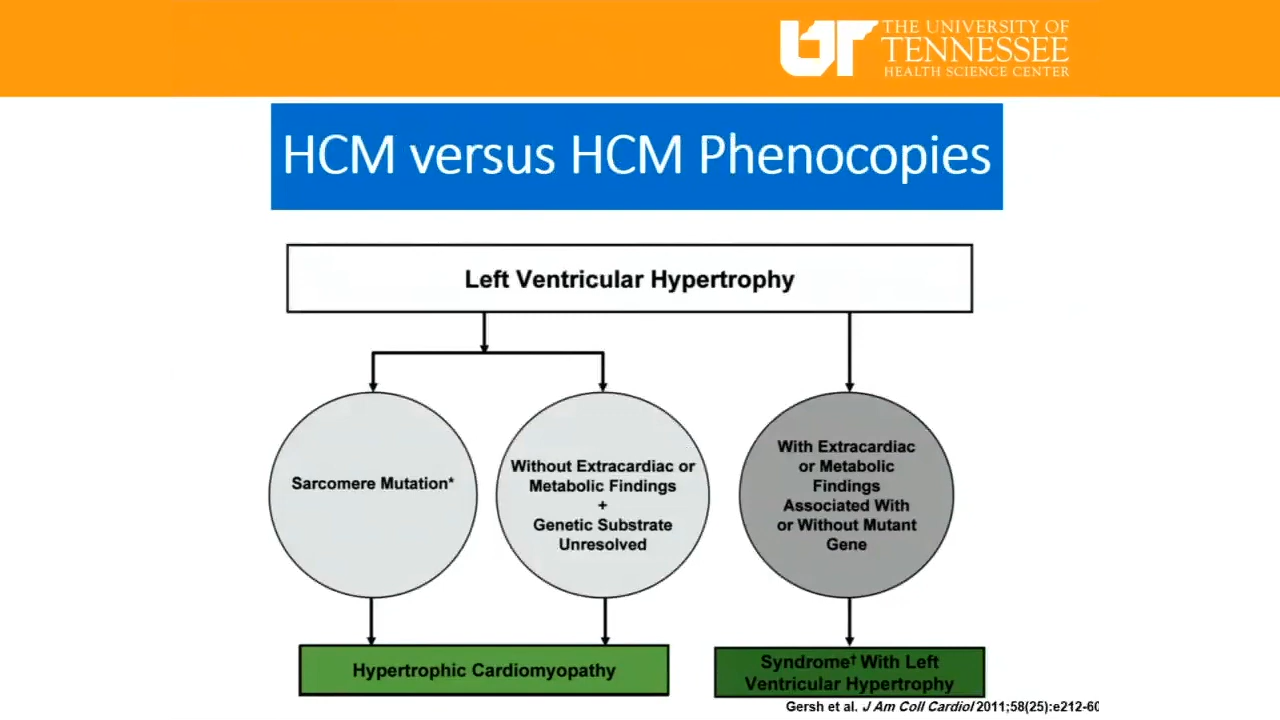 THE UNIVERSITY OF
UT TENNESSEE
HEALTH SCIENCE CENTER
HCM versus HCM Phenocopies
Left Ventricular Hypertrophy
Sarcomere Mutation*
Without Extracardiac or
Metabolic Findings
+
Genetic Substrate
Unresolved
With Extracardiac
or Metabolic
Findings
Associated With
or Without Mutant
Gene
Hypertrophic Cardiomyopathy
Syndrome† With Left
Ventricular Hypertrophy
Gersh et al. J Am Coll Cardiol 2011;58(25):e212-60